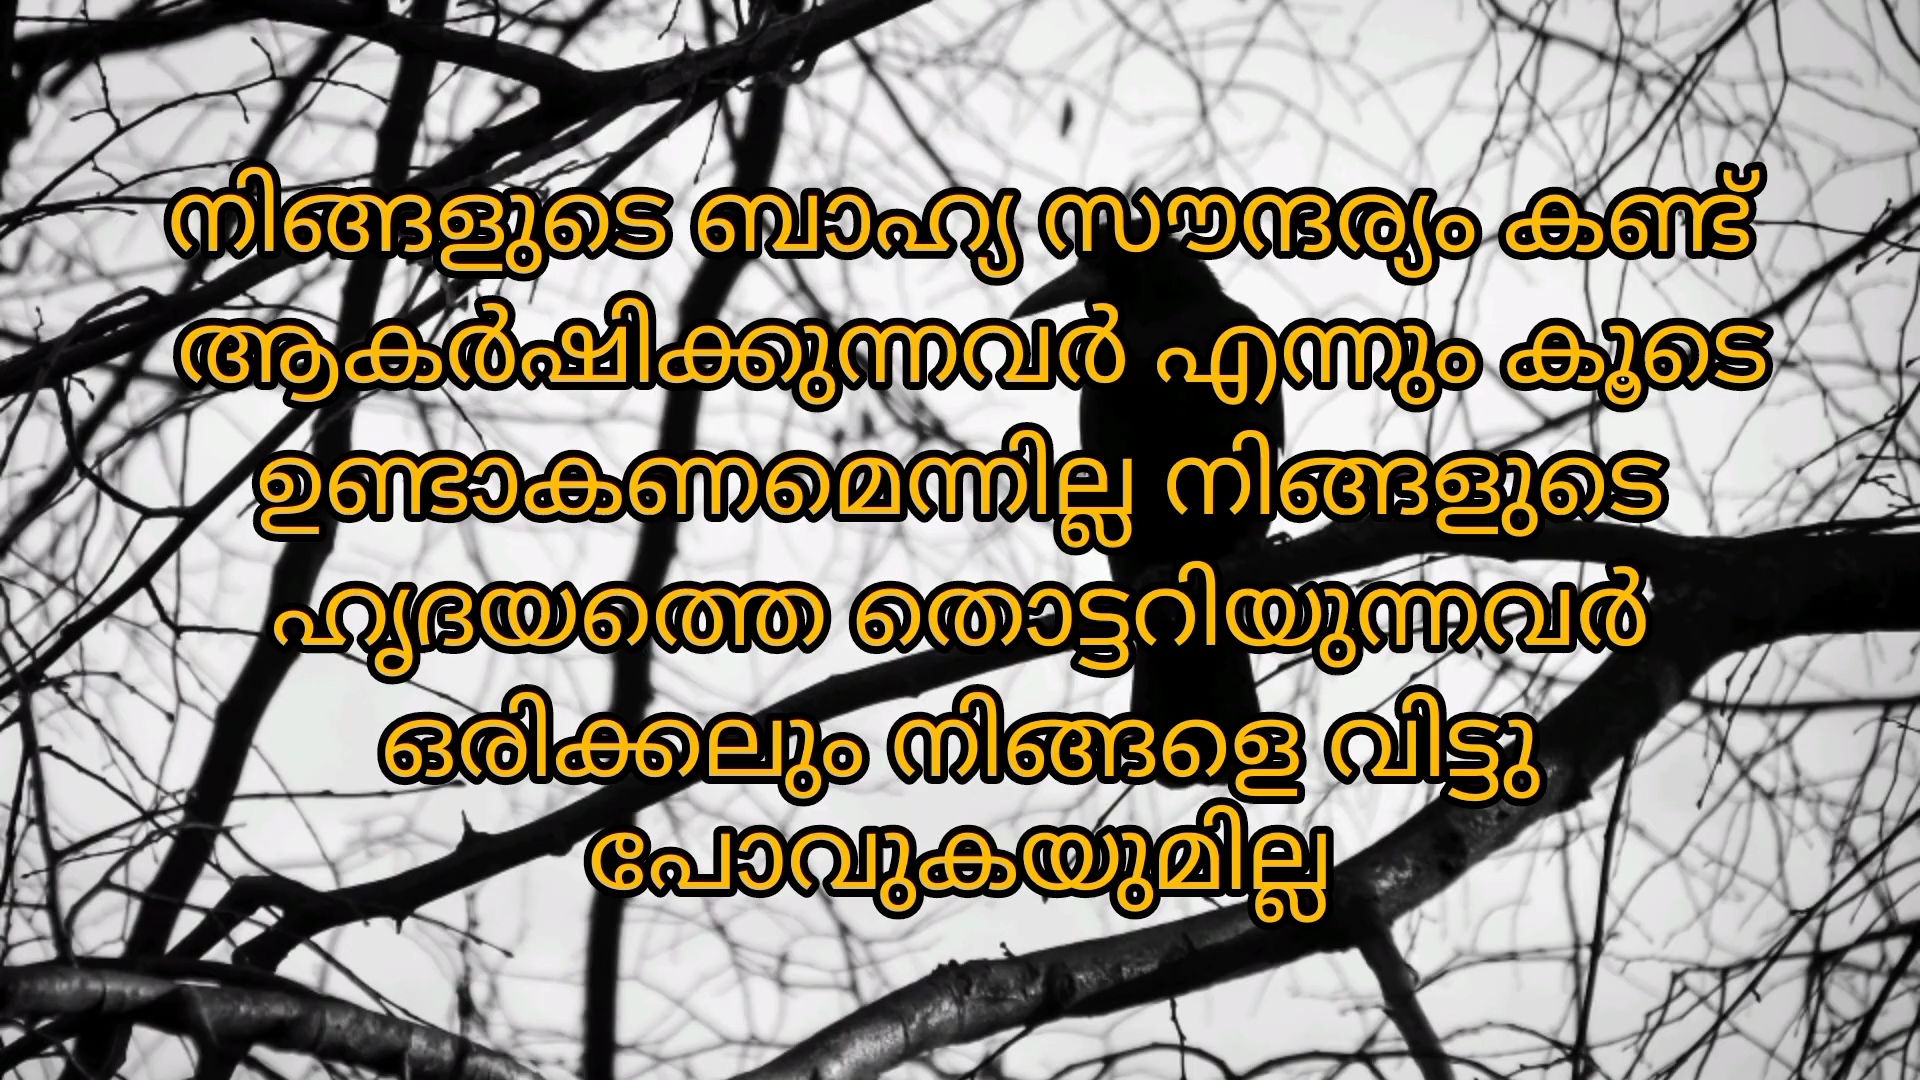 നിങ്ങളുടെ ബാഹ്യ സൗന്ദര്യം കണ്ട്
ആകർഷിക്കുന്നവർ എന്നും കൂടെ
ഉണ്ടാകണമെന്നില്ല നിങ്ങളുടെ
ഹൃദയത്തെ തൊട്ടറിയുന്നവർ
ഒരിക്കലും നിങ്ങളെ വിട്ടു
പോവുകയുമില്ല